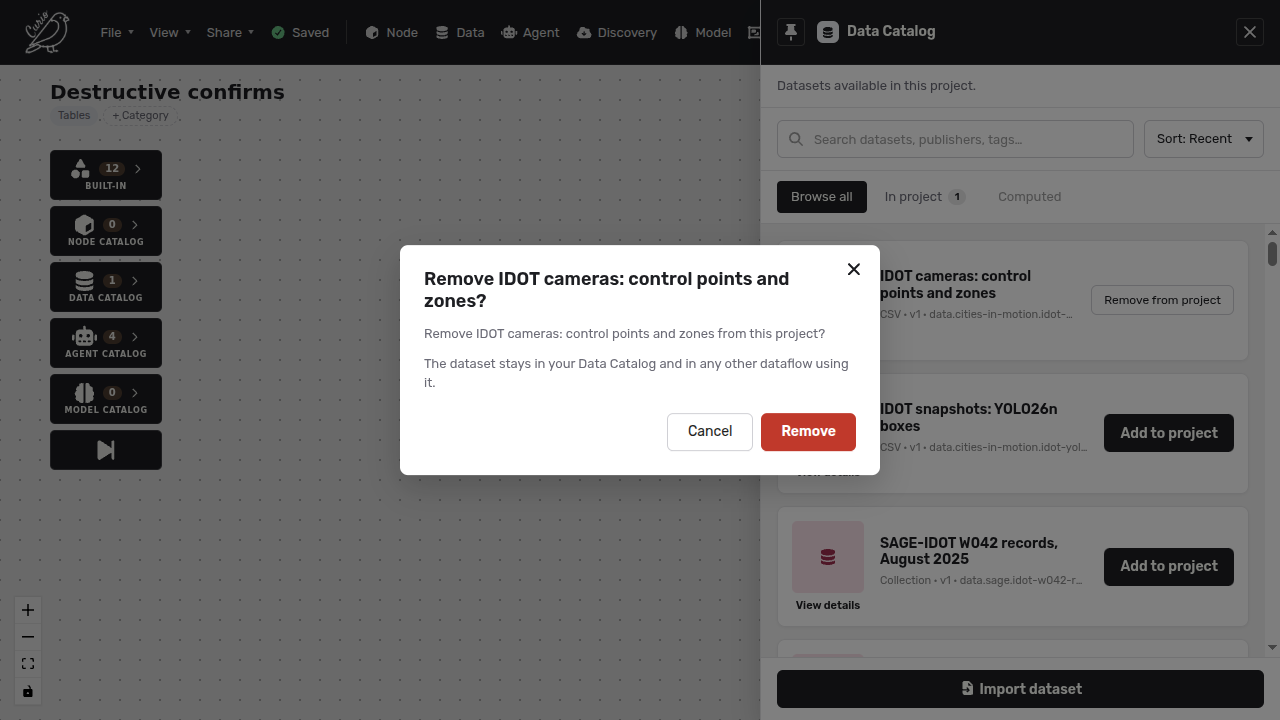 Curio
File
View
Share
Saved
Node
Data
Agent
Discovery
Model
Data Catalog
Destructive confirms
Tables
+ Category
12
BUILT-IN
0
NODE CATALOG
1
DATA CATALOG
4
AGENT CATALOG
0
MODEL CATALOG
Datasets available in this project.
Search datasets, publishers, tags...
Sort: Recent
Browse all
In project 1
Computed
IDOT cameras: control
points and zones
CSV • v1 • data.cities-in-motion.idot-...
Remove from project
IDOT snapshots: YOLO26n
boxes
CSV • v1 • data.cities-in-motion.idot-yol...
Add to project
SAGE-IDOT W042 records,
August 2025
Collection • v1 • data.sage.idot-w042-r...
Add to project
View details
Import dataset
Remove IDOT cameras: control points and
zones?
Remove IDOT cameras: control points and zones from this project?
The dataset stays in your Data Catalog and in any other dataflow using
it.
Cancel
Remove